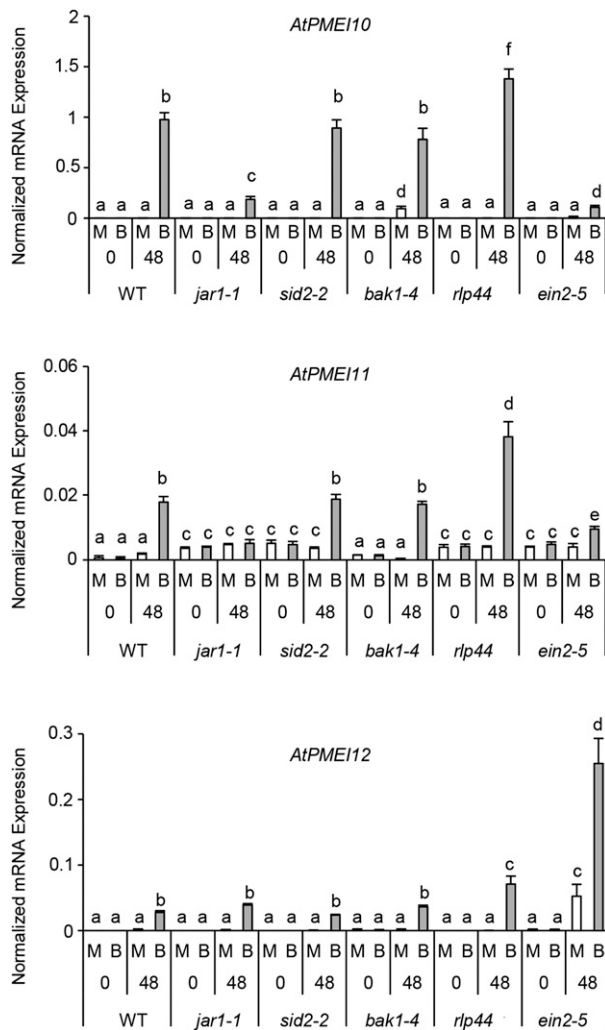 AtPMEI10
Normalized mRNA Expression
2
1.5
1
0.5
0
a a a b a a a c a a a b a a d b a a a f a a a d
M B M B M B M B M B M B M B M B M B M B M B M B
0 48 0 48 0 48 0 48 0 48 0 48
WT jar1-1 sid2-2 bak1-4 rlp44 ein2-5
AtPMEI11
Normalized mRNA Expression
0.06
0.04
0.02
0
a a a b c c c c c c c b a a a b c c c d c c c e
M B M B M B M B M B M B M B M B M B M B M B M B
0 48 0 48 0 48 0 48 0 48 0 48
WT jar1-1 sid2-2 bak1-4 rlp44 ein2-5
AtPMEI12
Normalized mRNA Expression
0.3
0.2
0.1
0
a a a b a a a b a a a b a a a b a a a c a a c d
M B M B M B M B M B M B M B M B M B M B M B M B
0 48 0 48 0 48 0 48 0 48 0 48
WT jar1-1 sid2-2 bak1-4 rlp44 ein2-5